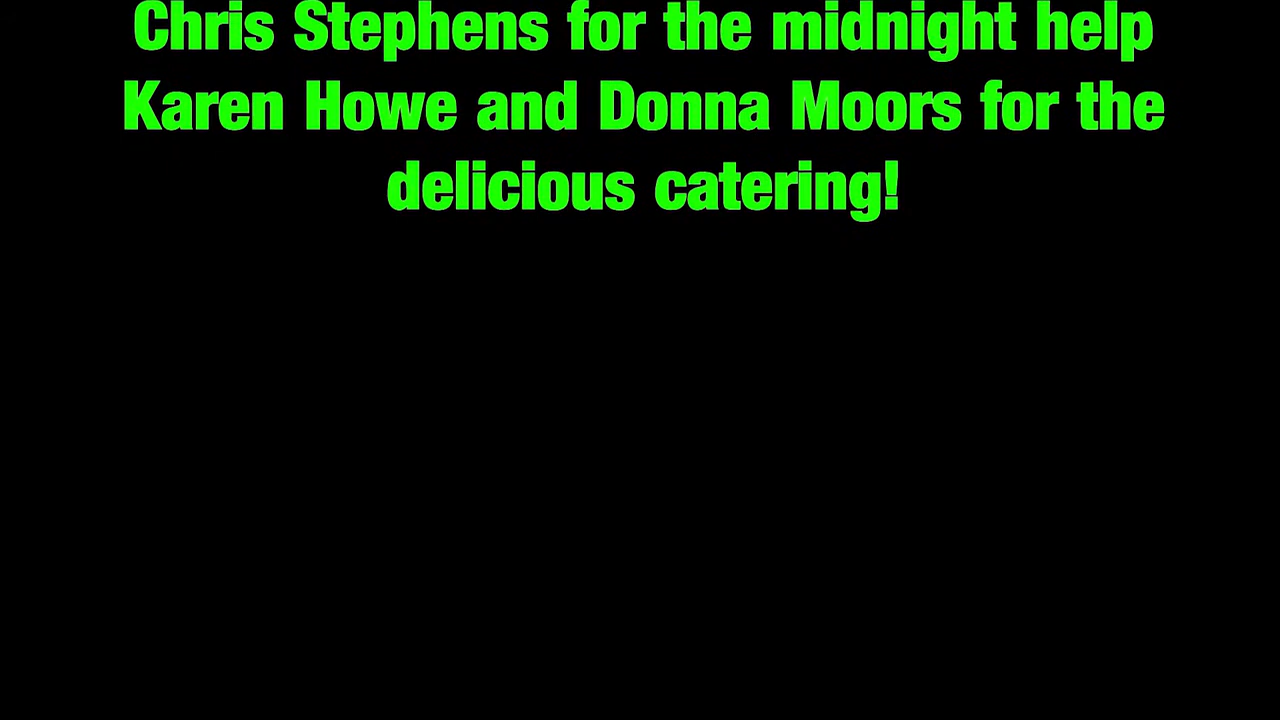 Chris Stephens for the midnight help
Karen Howe and Donna Moors for the
delicious catering!